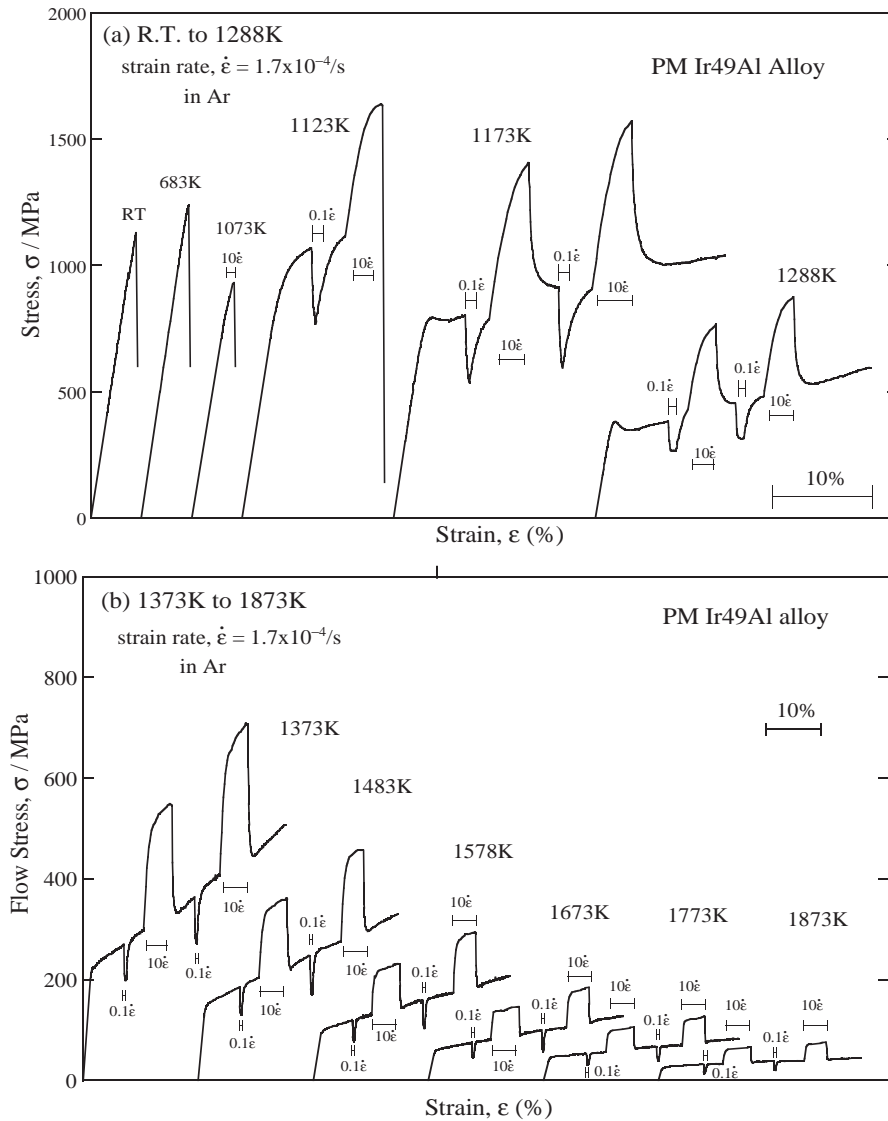 2000
(a) R.T. to 1288K
strain rate, ε̇ = 1.7x10⁻⁴/s
in Ar
PM Ir49Al Alloy
1123K
1500
1173K
683K
RT
1073K
0.1ε̇
10ε̇
10ε̇
0.1ε̇
0.1ε̇
1000
1288K
10ε̇
10ε̇
0.1ε̇
0.1ε̇
500
10ε̇
10ε̇
10%
0
Stress, σ / MPa
Strain, ε (%)
1000
(b) 1373K to 1873K
strain rate, ε̇ = 1.7x10⁻⁴/s
in Ar
PM Ir49Al alloy
800
10%
1373K
600
1483K
1578K
400
10ε̇
10ε̇
1673K
1773K
1873K
0.1ε̇
10ε̇
0.1ε̇
10ε̇
0.1ε̇
10ε̇
10ε̇
10ε̇
200
0.1ε̇
10ε̇
0.1ε̇
0.1ε̇
10ε̇
0.1ε̇
10ε̇
10ε̇
0.1ε̇
0.1ε̇
10ε̇
0.1ε̇
10ε̇
0.1ε̇
0.1ε̇
0
Flow Stress, σ / MPa
Strain, ε (%)